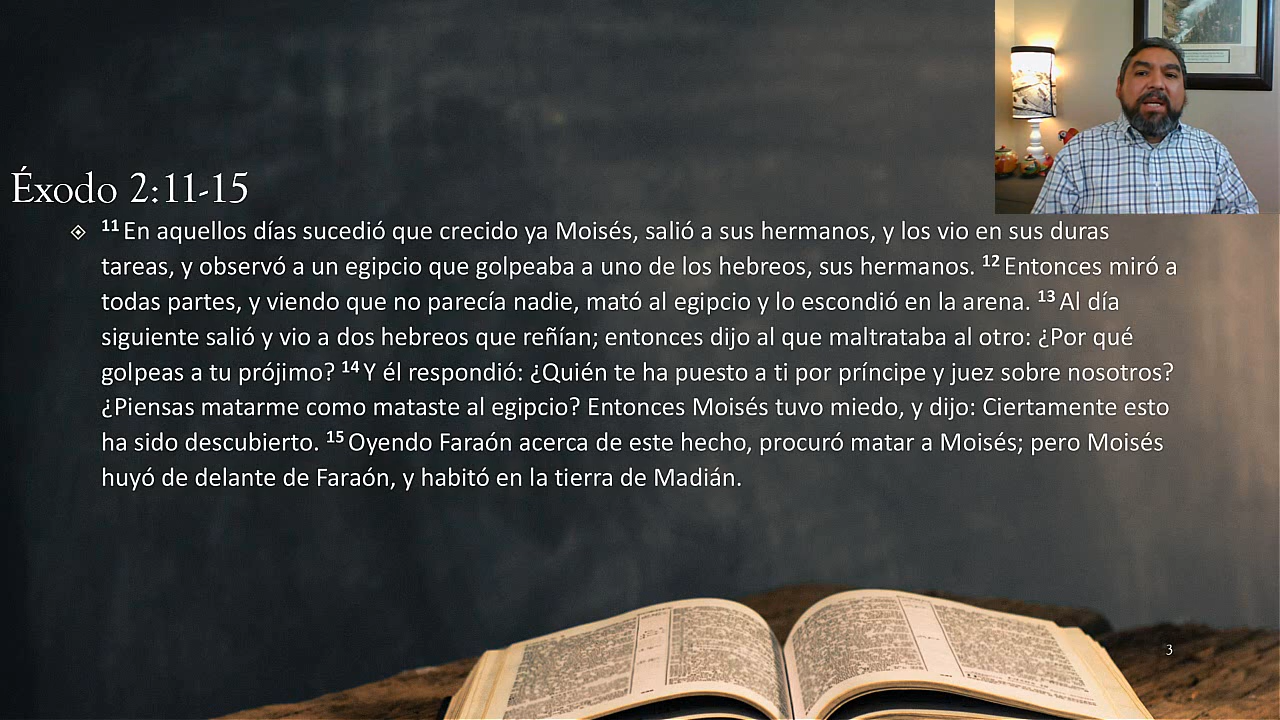 Éxodo 2:11-15
11 En aquellos días sucedió que crecido ya Moisés, salió a sus hermanos, y los vio en sus duras
tareas, y observó a un egipcio que golpeaba a uno de los hebreos, sus hermanos. 12 Entonces miró a
todas partes, y viendo que no parecía nadie, mató al egipcio y lo escondió en la arena. 13 Al día
siguiente salió y vio a dos hebreos que reñían; entonces dijo al que maltrataba al otro: ¿Por qué
golpeas a tu prójimo? 14 Y él respondió: ¿Quién te ha puesto a ti por príncipe y juez sobre nosotros?
¿Piensas matarme como mataste al egipcio? Entonces Moisés tuvo miedo, y dijo: Ciertamente esto
ha sido descubierto. 15 Oyendo Faraón acerca de este hecho, procuró matar a Moisés; pero Moisés
huyó de delante de Faraón, y habitó en la tierra de Madián.
3